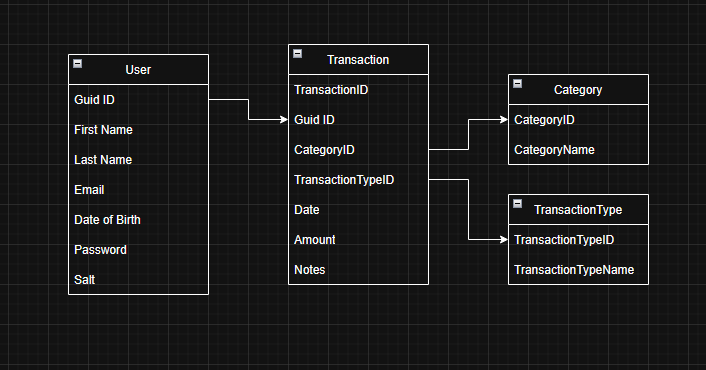 User
Guid ID
First Name
Last Name
Email
Date of Birth
Password
Salt
Transaction
TransactionID
Guid ID
CategoryID
TransactionTypeID
Date
Amount
Notes
Category
CategoryID
CategoryName
TransactionType
TransactionTypeID
TransactionTypeName